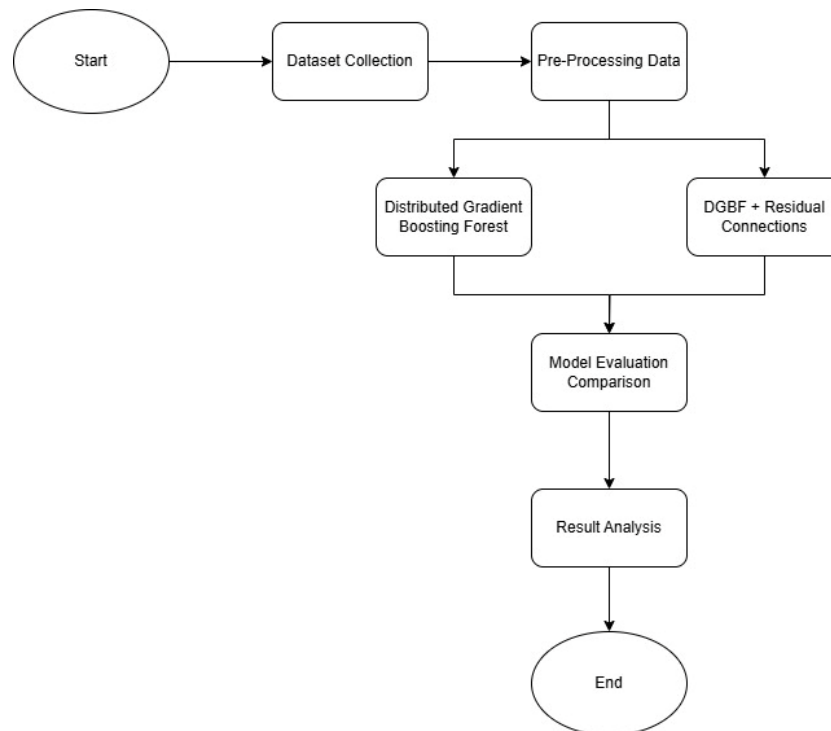 Start
Dataset Collection
Pre-Processing Data
Distributed Gradient
Boosting Forest
DGBF + Residual
Connections
Model Evaluation
Comparison
Result Analysis
End